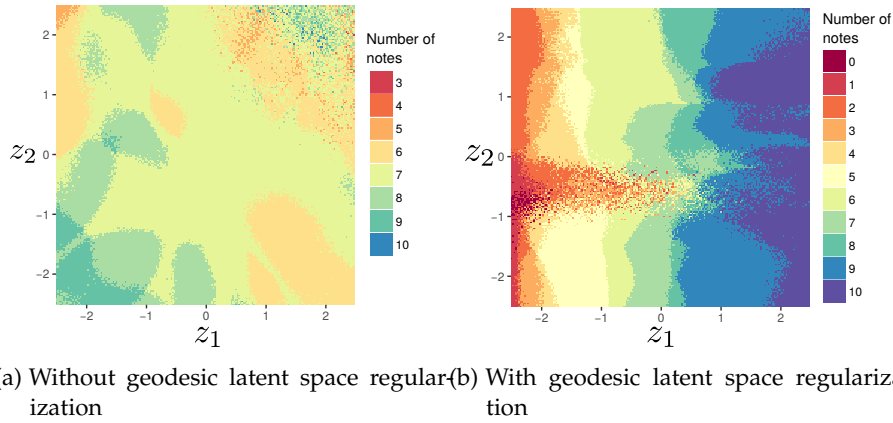 Number of
notes
3
4
5
6
7
8
9
10
2
1
0
−1
−2
z2
−2 −1 0 1 2
z1
Number of
notes
0
1
2
3
4
5
6
7
8
9
10
2
1
0
−1
−2
z2
−2 −1 0 1 2
z1
(a) Without geodesic latent space regular-
ization
(b) With geodesic latent space regulariza
tion